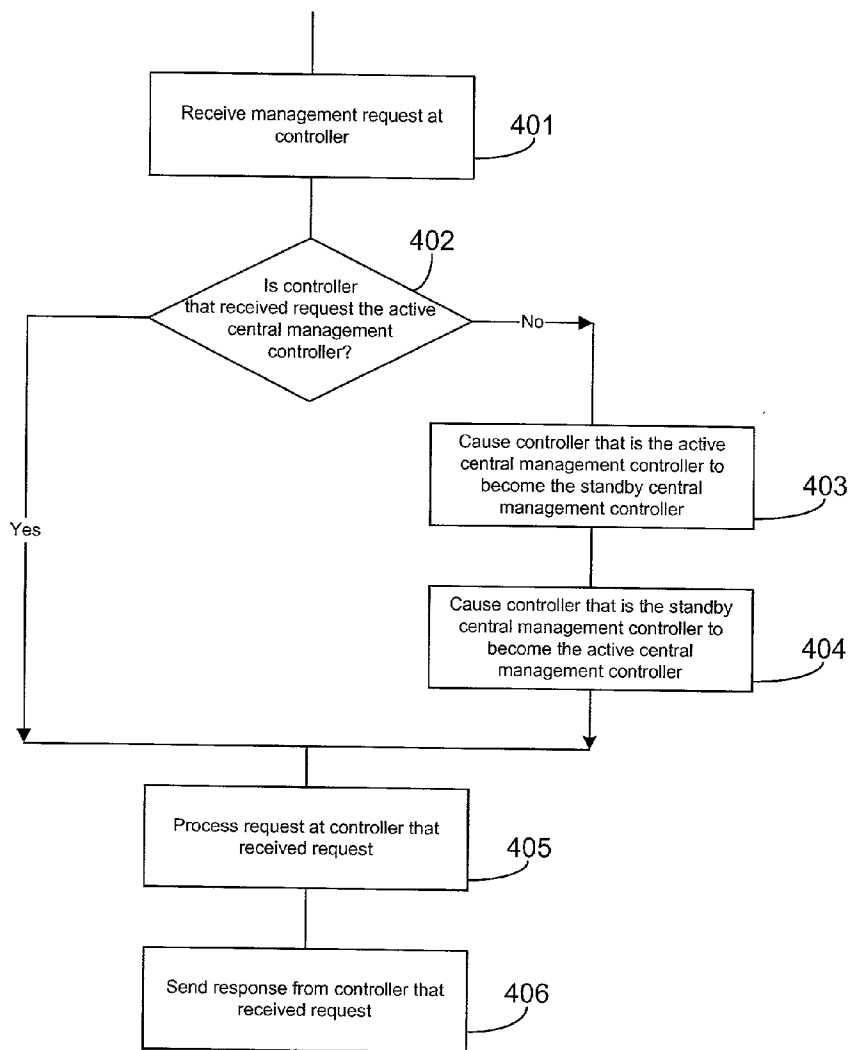 Receive management request at
controller
401
402
Is controller
that received request the active
central management
controller?
No
Yes
Cause controller that is the active
central management controller to
become the standby central
management controller
403
Cause controller that is the standby
central management controller to
become the active central
management controller
404
Process request at controller that
received request
405
Send response from controller that
received request
406